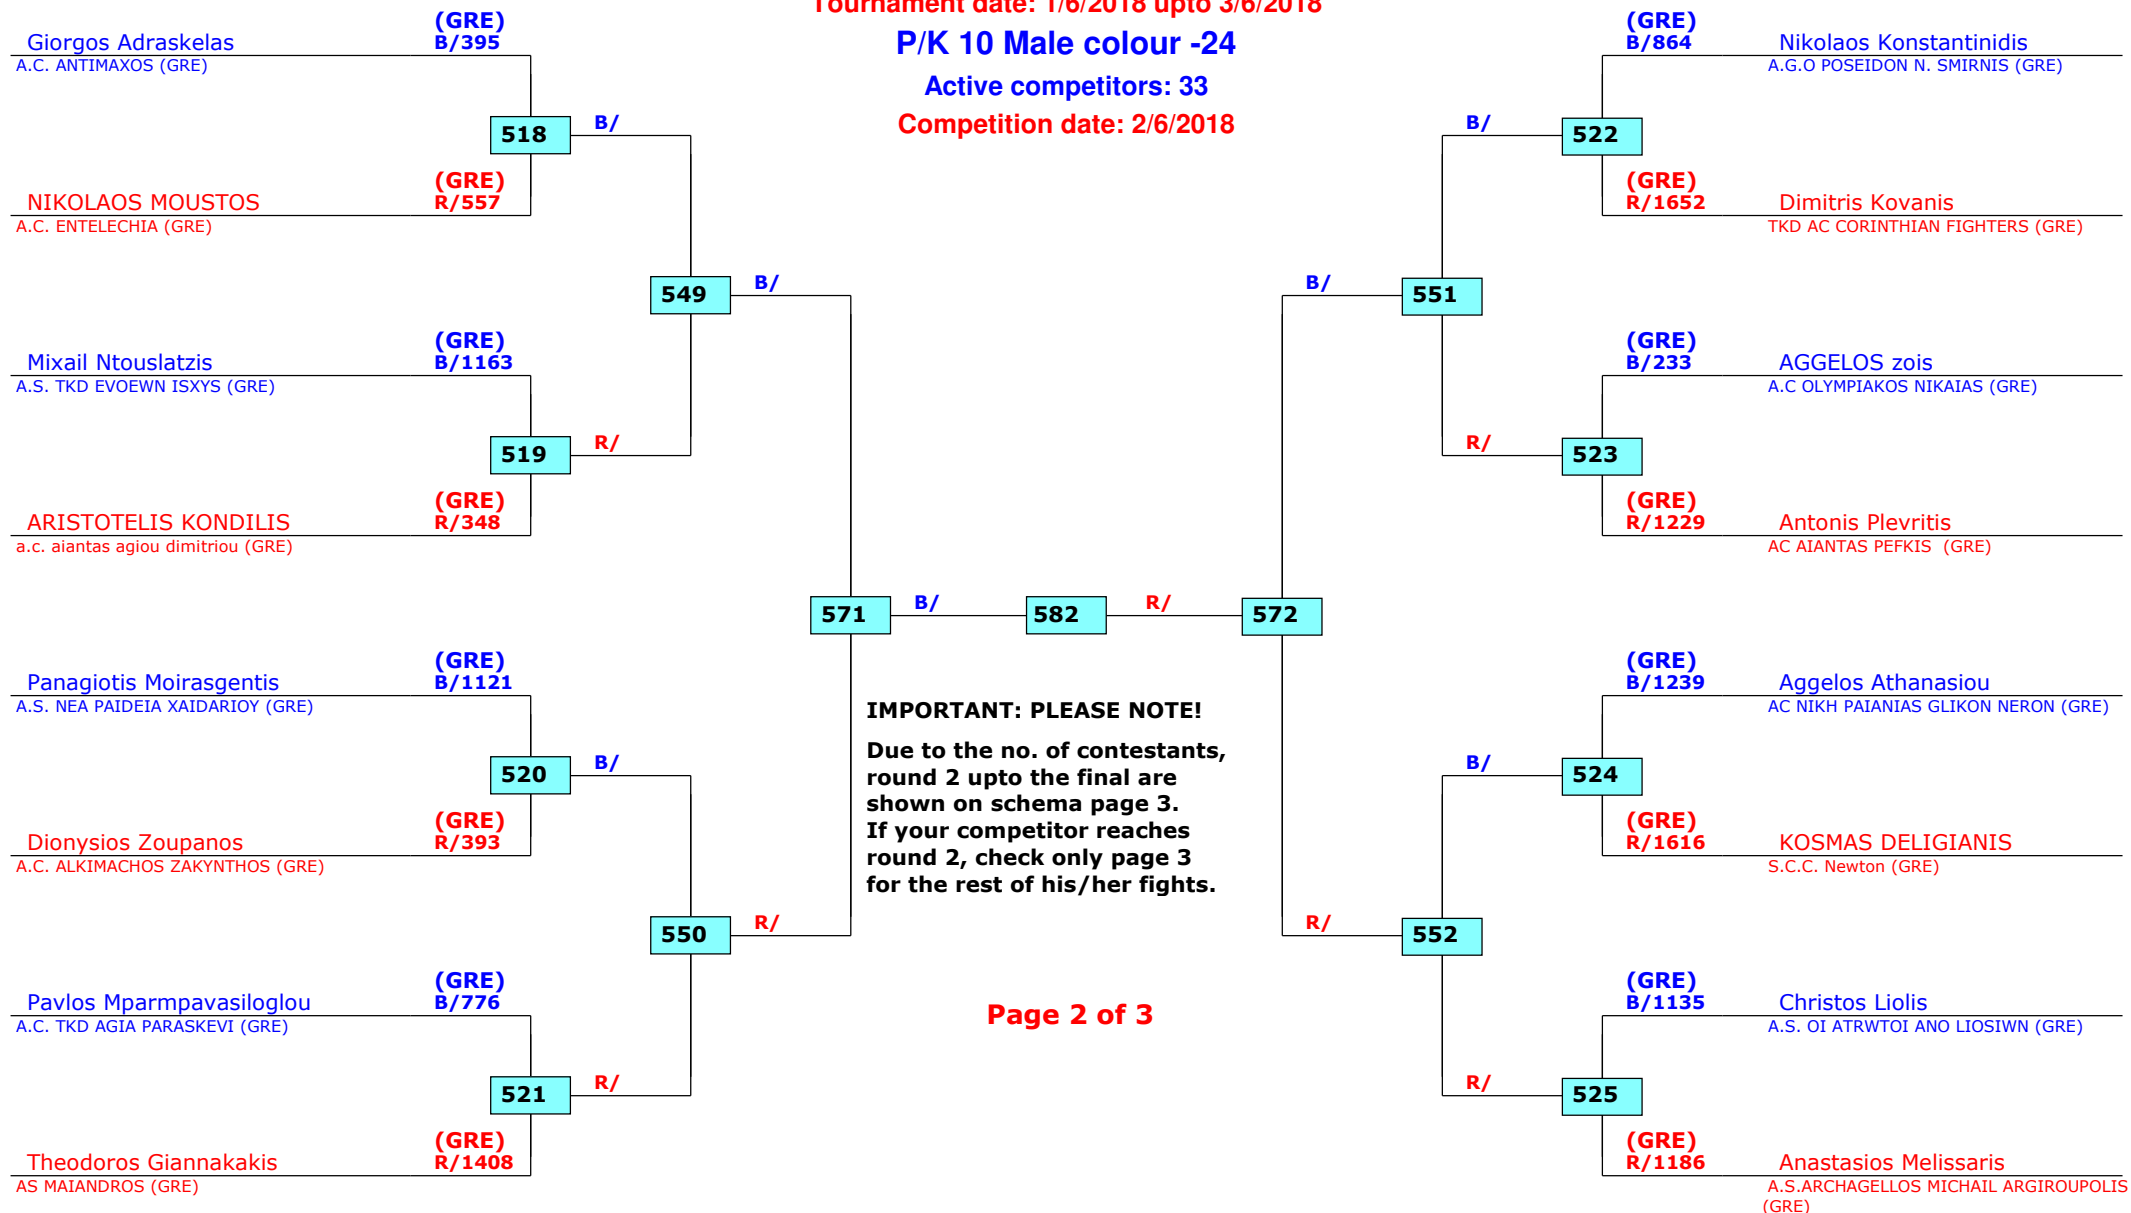 Tournament date: 1/6/2018 upto 3/6/2018
P/K 10 Male colour -24
Active competitors: 33
Competition date: 2/6/2018
(GRE)
Giorgos Adraskelas B/395
A.C. ANTIMAXOS (GRE)
518 B/
(GRE)
NIKOLAOS MOUSTOS R/557
A.C. ENTELECHIA (GRE)
549 B/
(GRE)
Mixail Ntouslatzis B/1163
A.S. TKD EVOEWN ISXYS (GRE)
519 R/
(GRE)
ARISTOTELIS KONDILIS R/348
a.c. aiantas agiou dimitriou (GRE)
571 B/ 582 R/ 572
(GRE)
Panagiotis Moirasgentis B/1121
A.S. NEA PAIDEIA XAIDARIOY (GRE)
520 B/
(GRE)
Dionysios Zoupanos R/393
A.C. ALKIMACHOS ZAKYNTHOS (GRE)
550 R/
(GRE)
Pavlos Mparmpavasiloglou B/776
A.C. TKD AGIA PARASKEVI (GRE)
521 R/
(GRE)
Theodoros Giannakakis R/1408
AS MAIANDROS (GRE)
IMPORTANT: PLEASE NOTE!
Due to the no. of contestants,
round 2 upto the final are
shown on schema page 3.
If your competitor reaches
round 2, check only page 3
for the rest of his/her fights.
Page 2 of 3
(GRE)
B/864 Nikolaos Konstantinidis
A.G.O POSEIDON N. SMIRNIS (GRE)
B/ 522
(GRE)
R/1652 Dimitris Kovanis
TKD AC CORINTHIAN FIGHTERS (GRE)
B/ 551
(GRE)
B/233 AGGELOS zois
A.C OLYMPIAKOS NIKAIAS (GRE)
R/ 523
(GRE)
R/1229 Antonis Plevritis
AC AIANTAS PEFKIS (GRE)
(GRE)
B/1239 Aggelos Athanasiou
AC NIKH PAIANIAS GLIKON NERON (GRE)
B/ 524
(GRE)
R/1616 KOSMAS DELIGIANIS
S.C.C. Newton (GRE)
R/ 552
(GRE)
B/1135 Christos Liolis
A.S. OI ATRWTOI ANO LIOSIWN (GRE)
R/ 525
(GRE)
R/1186 Anastasios Melissaris
A.S.ARCHAGELLOS MICHAIL ARGIROUPOLIS
(GRE)